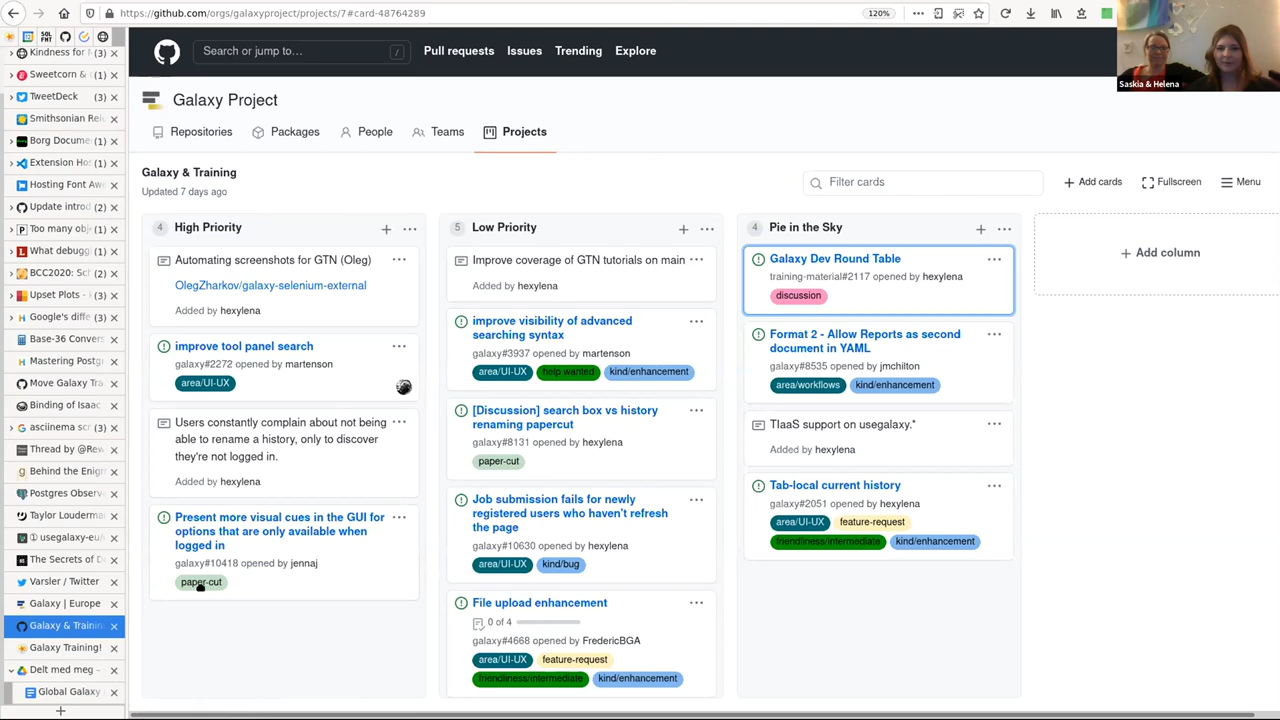 https://github.com/orgs/galaxyproject/projects/7#card-48764289
120%
Saskia & Helena
Kindness for (3)
Sweetcorn & (1)
TweetDeck (3)
Smithsonian Rei
Borg Docume (1)
Extension Hos (1)
Hosting Font Awe
Update introd (2)
Too many obj (1)
What debugg (1)
BCC2020: Sch (2)
Upset Plots - (1)
Google's diffe (1)
Base-36 Conver
Mastering Postg
Move Galaxy Tra
Binding of Isaac
asciinema scr (3)
Thread by @Rew
Behind the Enigm
Postgres Observ
Taylor Louderma
usegalaxy-eu/
The Secrets of D
Varsler / Twitter
Galaxy | Europe
Galaxy & Trainin
Galaxy Training!
Delt med meg -
Global Galaxy
Search or jump to…
/
Pull requests
Issues
Trending
Explore
Galaxy Project
Repositories
Packages
People
Teams
Projects
Galaxy & Training
Updated 7 days ago
Filter cards
Add cards
Fullscreen
Menu
4 High Priority
Automating screenshots for GTN (Oleg)
OlegZharkov/galaxy-selenium-external
Added by hexylena
improve tool panel search
galaxy#2272 opened by martenson
area/UI-UX
Users constantly complain about not being
able to rename a history, only to discover
they're not logged in.
Added by hexylena
Present more visual cues in the GUI for
options that are only available when
logged in
galaxy#10418 opened by jennaj
paper-cut
5 Low Priority
Improve coverage of GTN tutorials on main
Added by hexylena
improve visibility of advanced
searching syntax
galaxy#3937 opened by martenson
area/UI-UX help wanted kind/enhancement
[Discussion] search box vs history
renaming papercut
galaxy#8131 opened by hexylena
paper-cut
Job submission fails for newly
registered users who haven't refresh
the page
galaxy#10630 opened by hexylena
area/UI-UX kind/bug
File upload enhancement
0 of 4
galaxy#4668 opened by FredericBGA
area/UI-UX feature-request
friendliness/intermediate kind/enhancement
4 Pie in the Sky
Galaxy Dev Round Table
training-material#2117 opened by hexylena
discussion
Format 2 - Allow Reports as second
document in YAML
galaxy#8535 opened by jmchilton
area/workflows kind/enhancement
TIaaS support on usegalaxy.*
Added by hexylena
Tab-local current history
galaxy#2051 opened by hexylena
area/UI-UX feature-request
friendliness/intermediate kind/enhancement
Add column